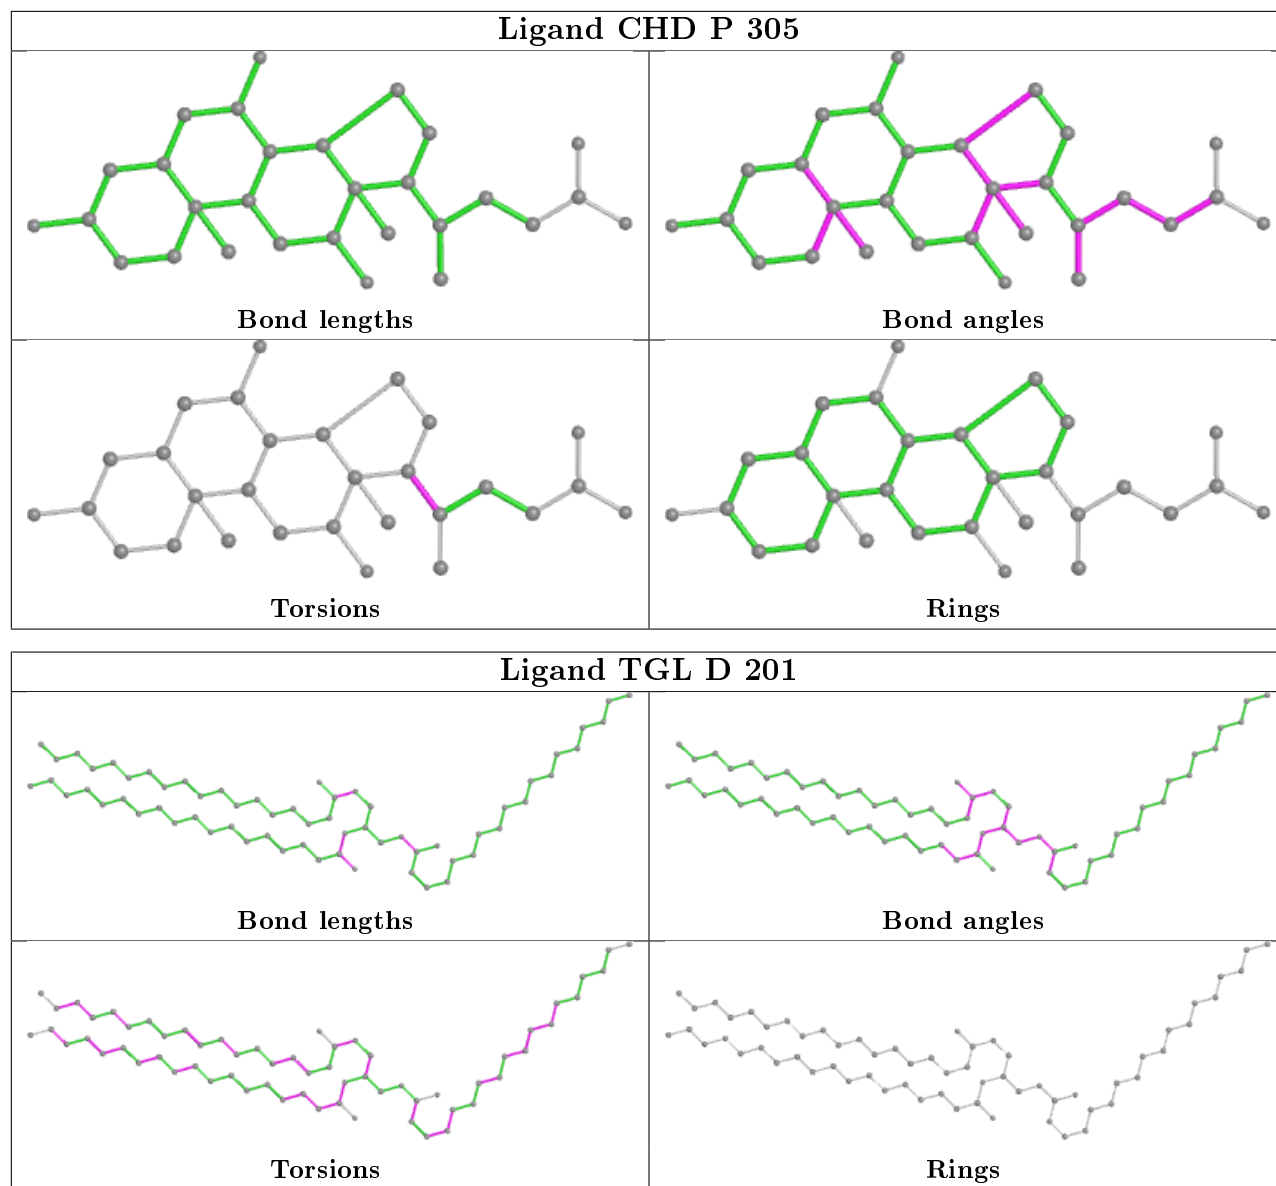 Ligand CHD P 305
Bond lengths
Bond angles
Torsions
Rings
Ligand TGL D 201
Bond lengths
Bond angles
Torsions
Rings